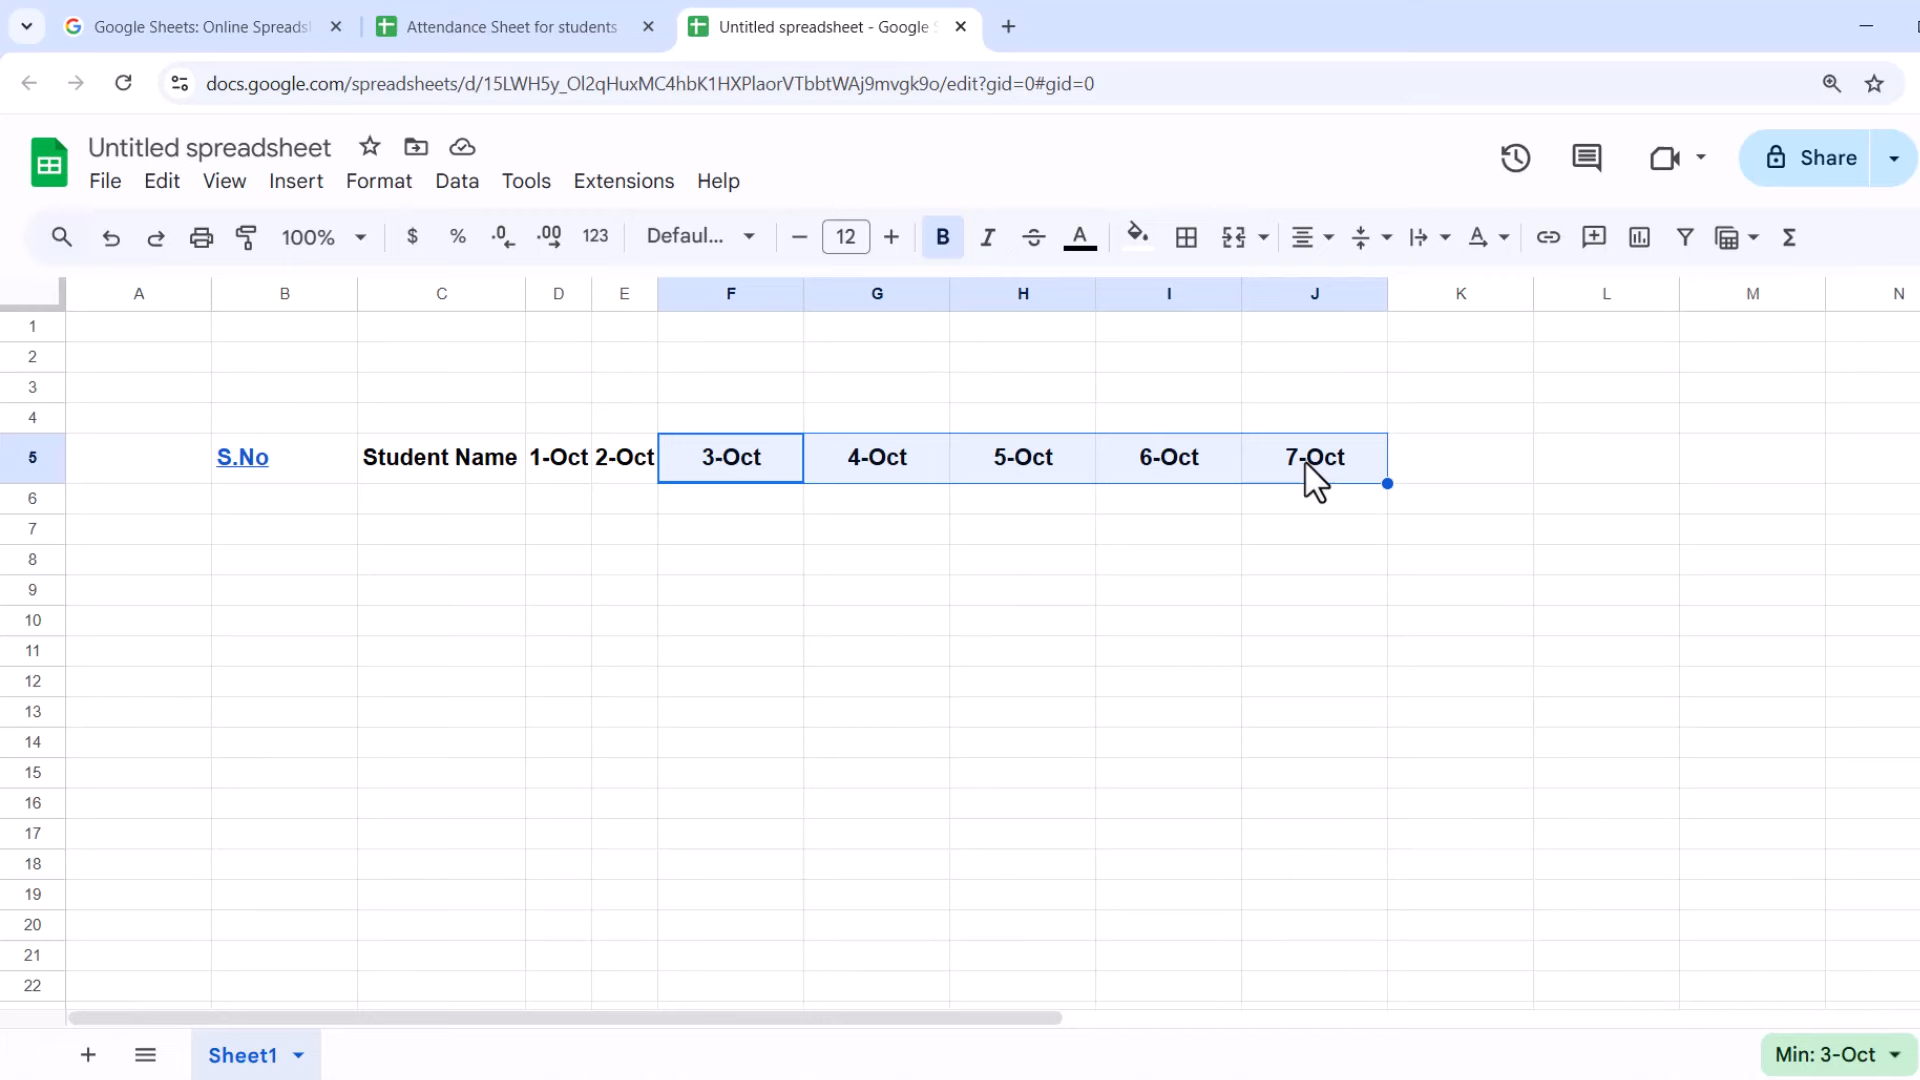 Google Sheets: Online Spreads
Attendance Sheet for students
Untitled spreadsheet - Google S
docs.google.com/spreadsheets/d/15LWH5y_Ol2qHuxMC4hbK1HXPlaorVTbbtWAj9mvgk9o/edit?gid=0#gid=0
Untitled spreadsheet
File Edit View Insert Format Data Tools Extensions Help
Share
100% $ % .0 .00 123 Defaul... 12 B I A
A B C D E F G H I J K L M N
1
2
3
4
5 S.No Student Name 1-Oct 2-Oct 3-Oct 4-Oct 5-Oct 6-Oct 7-Oct
6
7
8
9
10
11
12
13
14
15
16
17
18
19
20
21
22
Sheet1
Min: 3-Oct